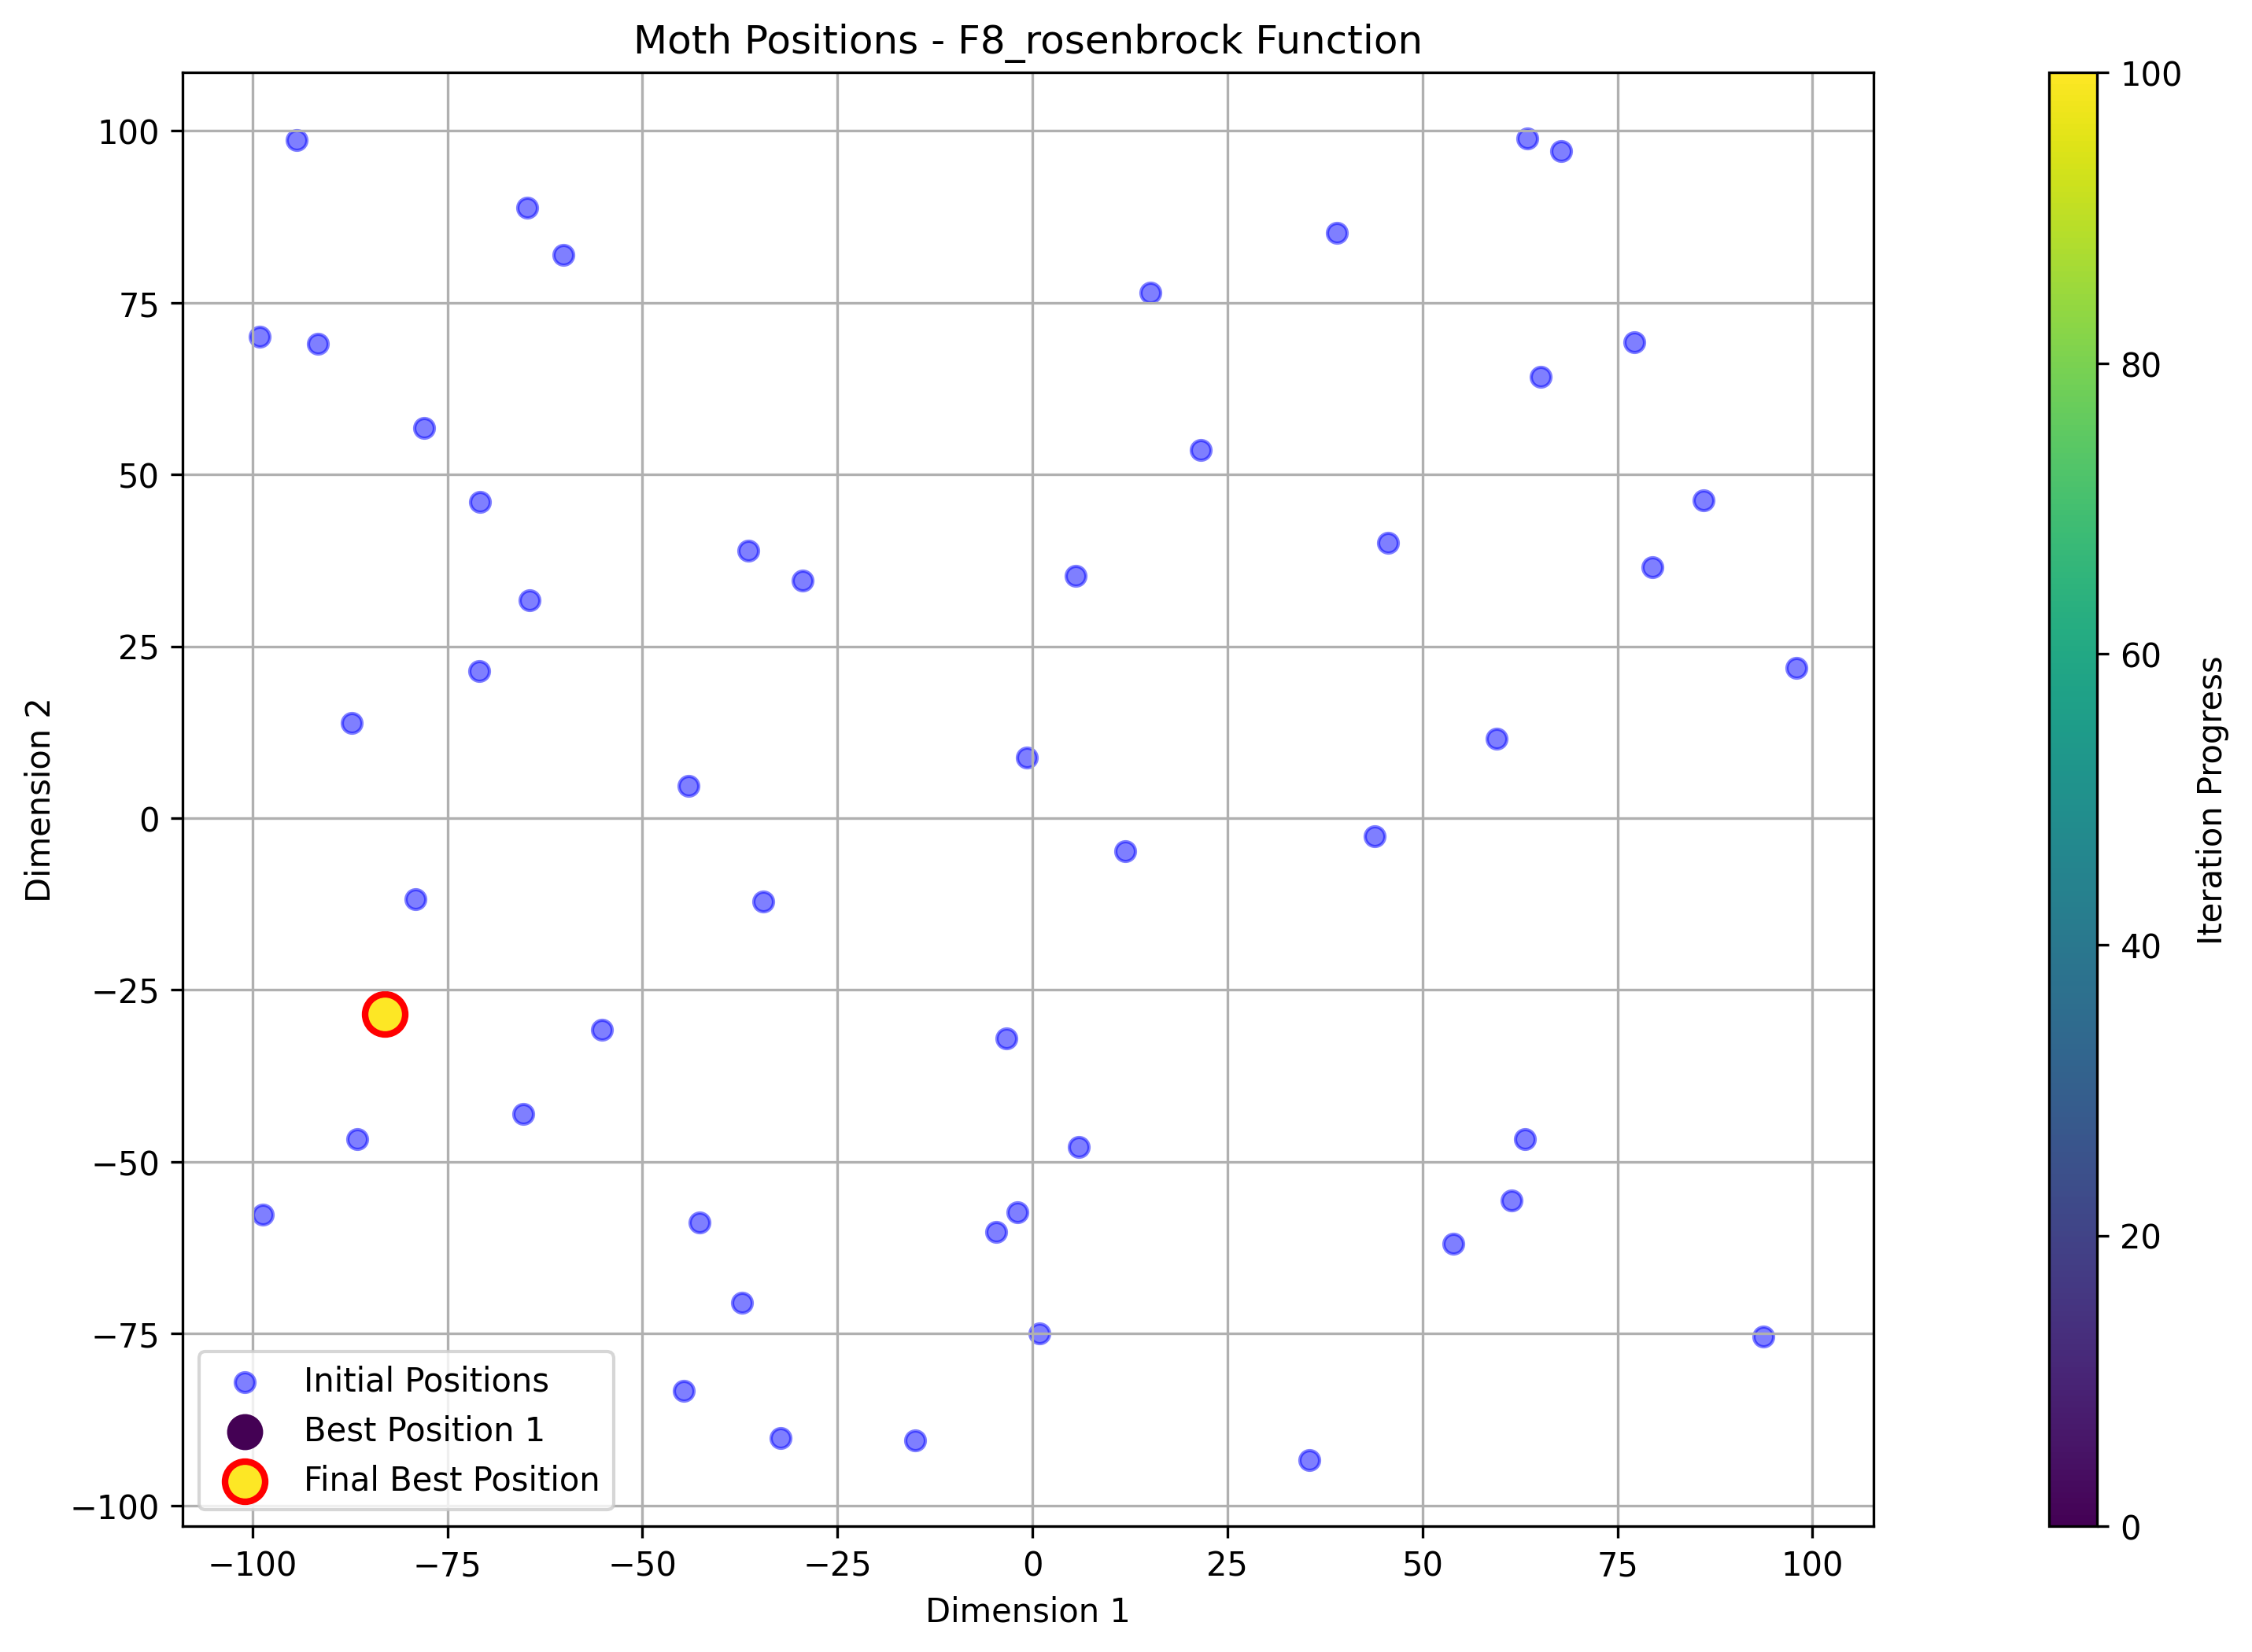 Moth Positions - F8_rosenbrock Function
100
75
50
25
0
−25
−50
−75
−100
Dimension 2
−100 −75 −50 −25 0 25 50 75 100
Dimension 1
Initial Positions
Best Position 1
Final Best Position
100
80
60
40
20
0
Iteration Progress